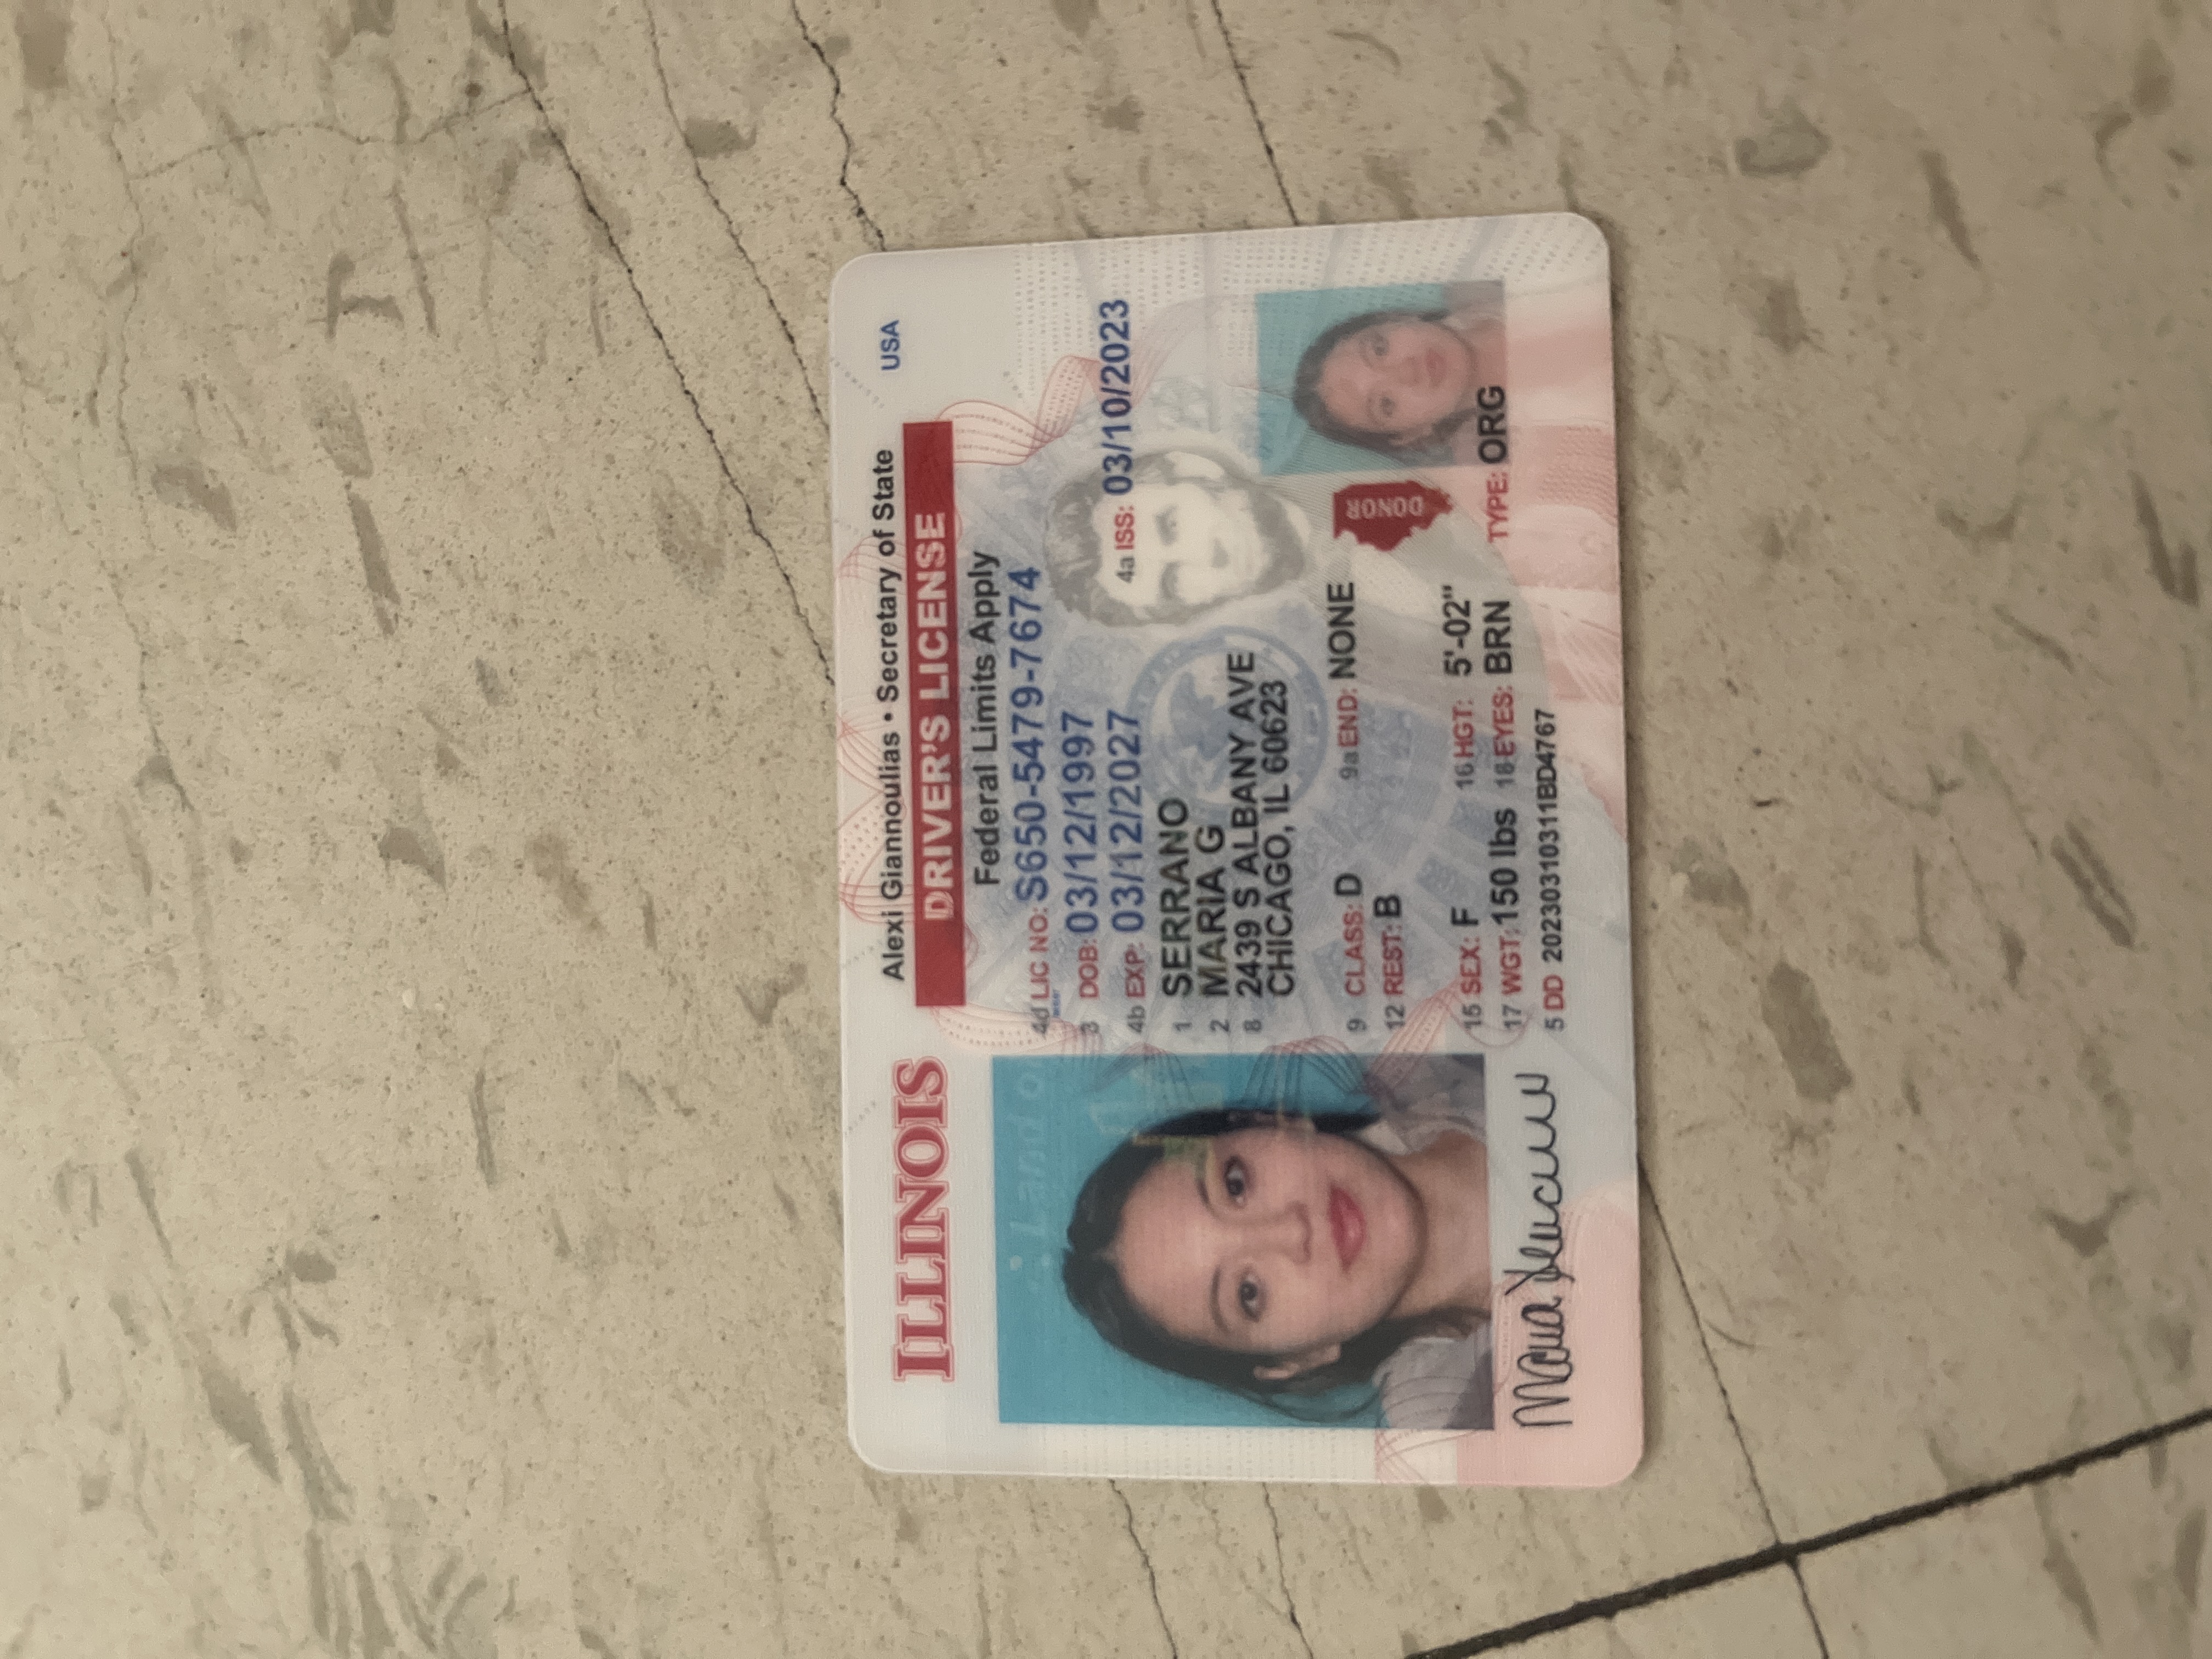 ILLINOIS
Alexi Giannoulias • Secretary of State
USA
DRIVER'S LICENSE
Federal Limits Apply
Land o
4d LIC NO: S650-5479-7674
3 DOB: 03/12/1997
4b EXP: 03/12/2027
4a ISS: 03/10/2023
1 SERRANO
2 MARIA G
8 2439 S ALBANY AVE
CHICAGO, IL 60623
9 CLASS: D
9a END: NONE
12 REST: B
DONOR
15 SEX: F
16 HGT: 5'-02"
17 WGT: 150 lbs
18 EYES: BRN
TYPE: ORG
5 DD 20230310311BD4767